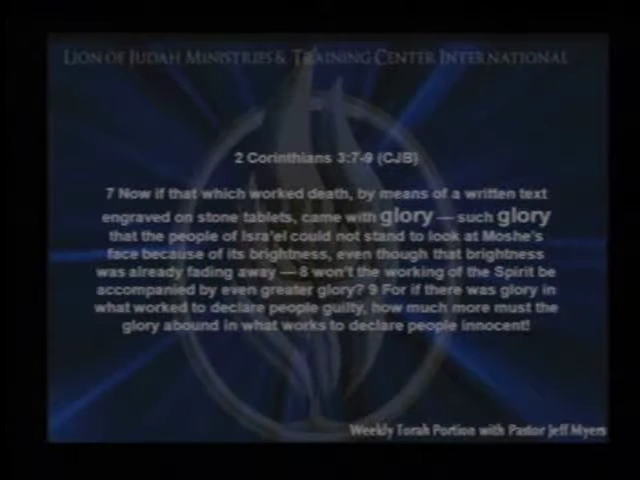 LION OF JUDAH MINISTRIES & TRAINING CENTER INTERNATIONAL
2 Corinthians 3:7-9 (CJB)
7 Now if that which worked death, by means of a written text
engraved on stone tablets, came with glory — such glory
that the people of Isra'el could not stand to look at Moshe's
face because of its brightness, even though that brightness
was already fading away — 8 won't the working of the Spirit be
accompanied by even greater glory? 9 For if there was glory in
what worked to declare people guilty, how much more must the
glory abound in what works to declare people innocent!
Weekly Torah Portion with Pastor Jeff Myers